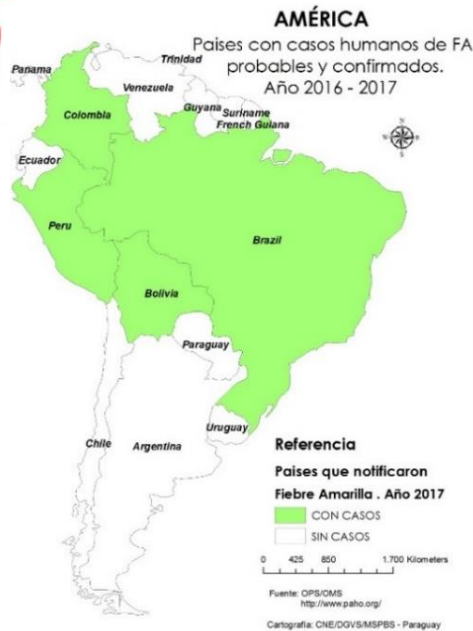 AMÉRICA
Paises con casos humanos de FA
probables y confirmados.
Año 2016 - 2017
Panama
Trinidad
Venezuela
Guyana
Suriname
French Guiana
Colombia
Ecuador
Peru
Brazil
Bolivia
Paraguay
Uruguay
Chile
Argentina
Referencia
Paises que notificaron
Fiebre Amarilla . Año 2017
CON CASOS
SIN CASOS
0 425 850 1.700 Kilometers
Fuente: OPS/OMS
http://www.paho.org/
Cartografía: CNE/DGVS/MSPBS - Paraguay